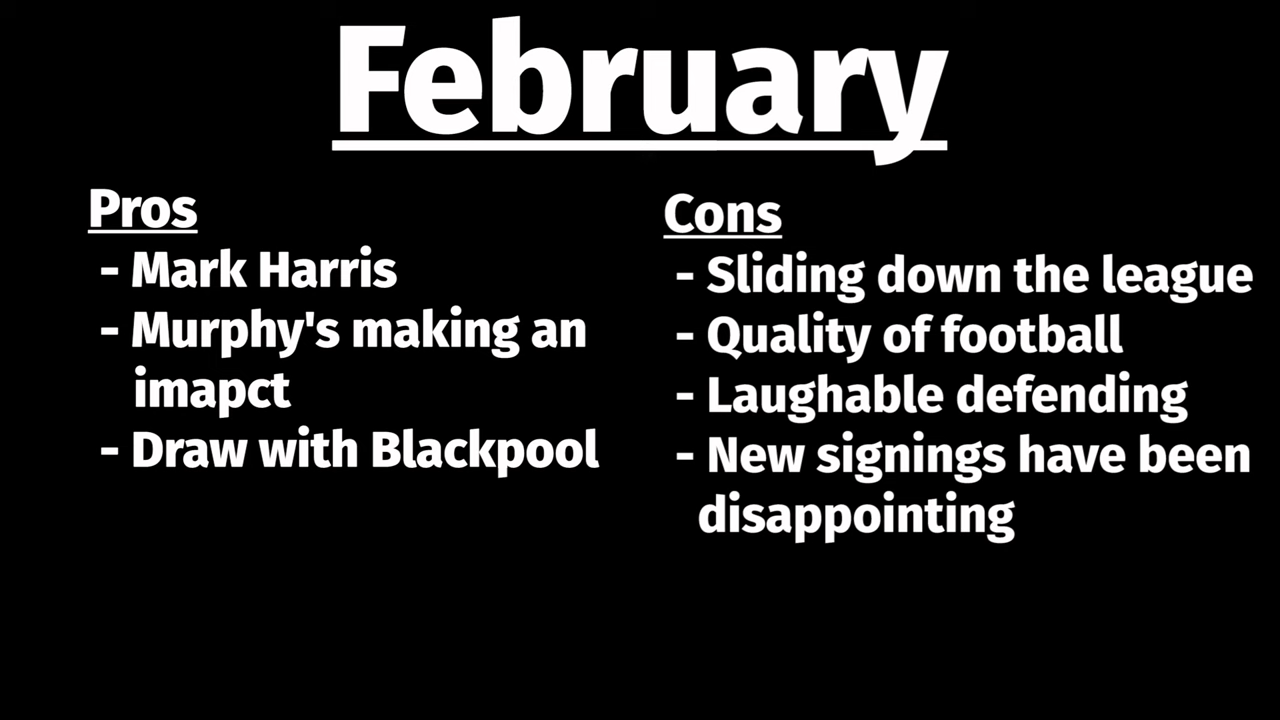 February
Pros
- Mark Harris
- Murphy's making an
imapct
- Draw with Blackpool
Cons
- Sliding down the league
- Quality of football
- Laughable defending
- New signings have been
disappointing